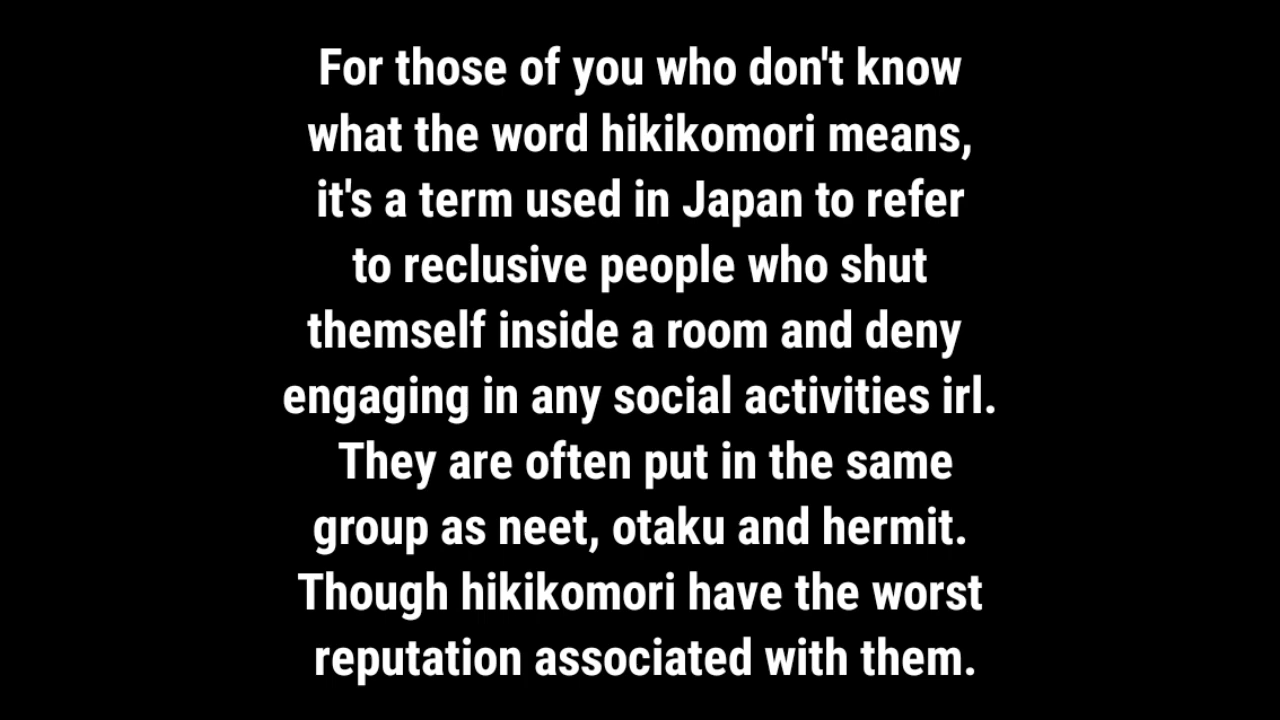 For those of you who don't know
what the word hikikomori means,
it's a term used in Japan to refer
to reclusive people who shut
themself inside a room and deny
engaging in any social activities irl.
They are often put in the same
group as neet, otaku and hermit.
Though hikikomori have the worst
reputation associated with them.